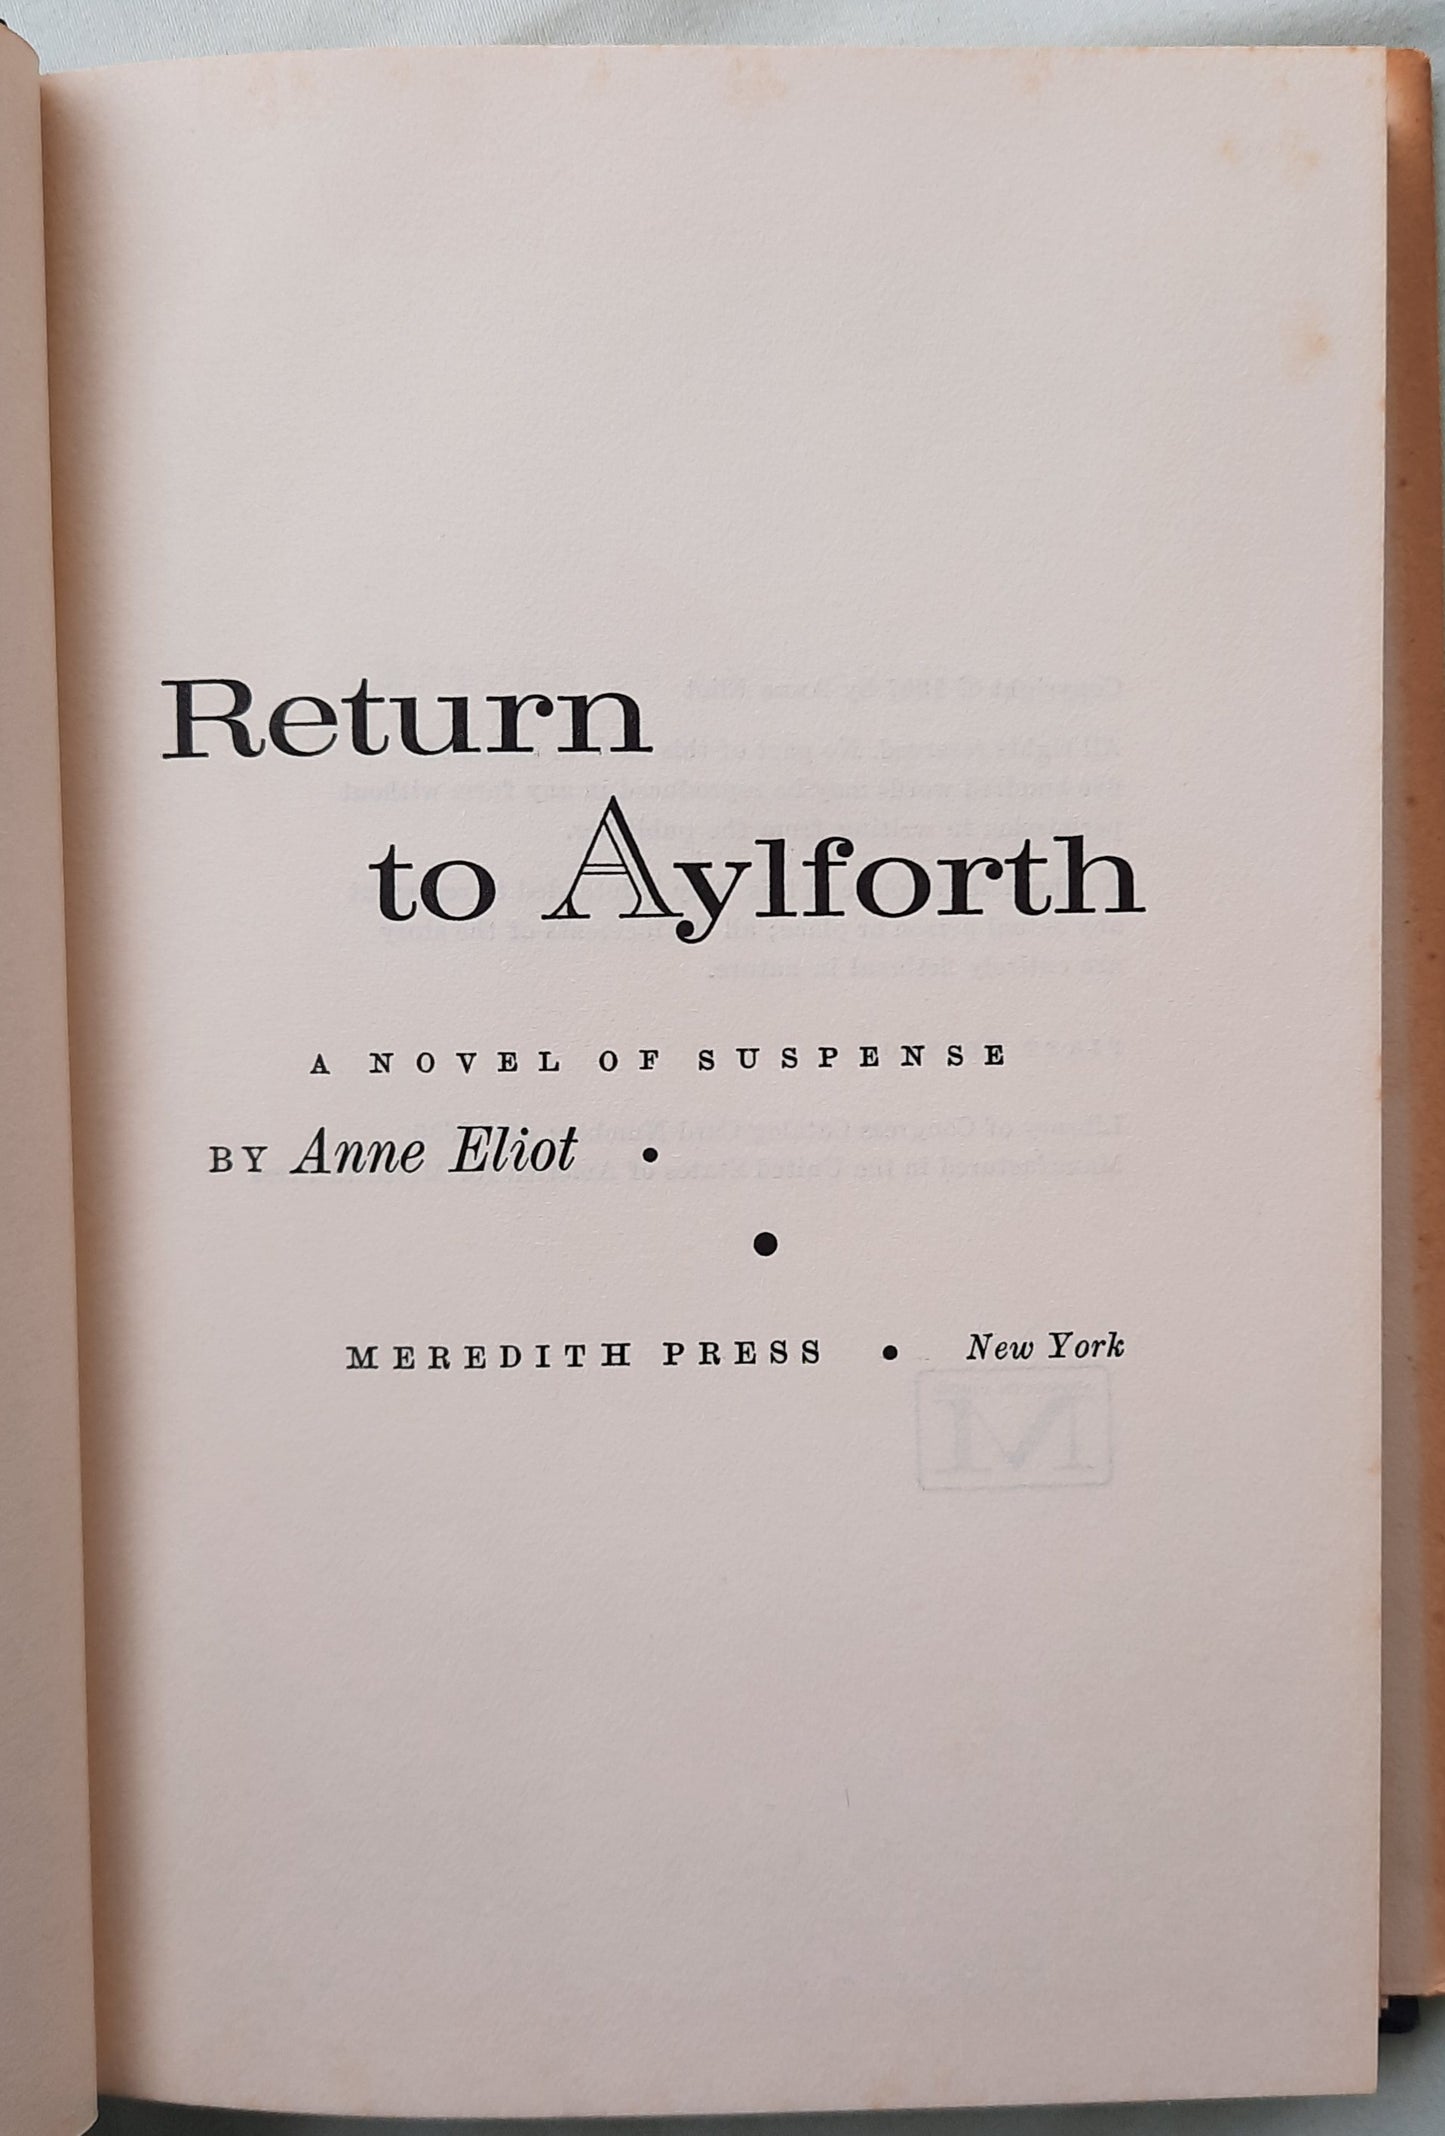 Return
to Aylforth
A NOVEL OF SUSPENSE
BY Anne Eliot •
•
MEREDITH PRESS • New York